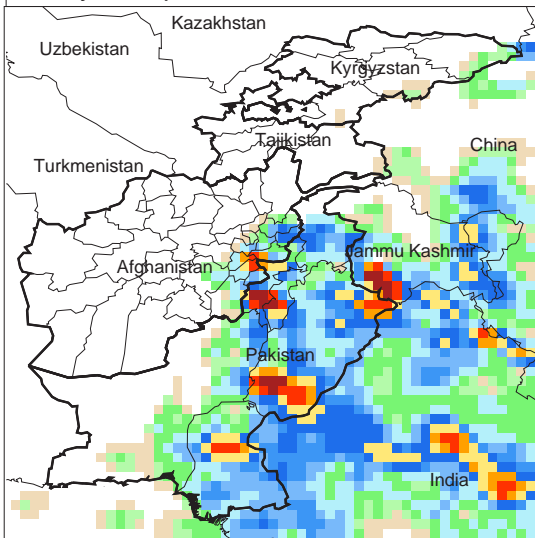 Kazakhstan
Uzbekistan
Kyrgyzstan
Tajikistan
China
Turkmenistan
Jammu Kashmir
Afghanistan
Pakistan
India